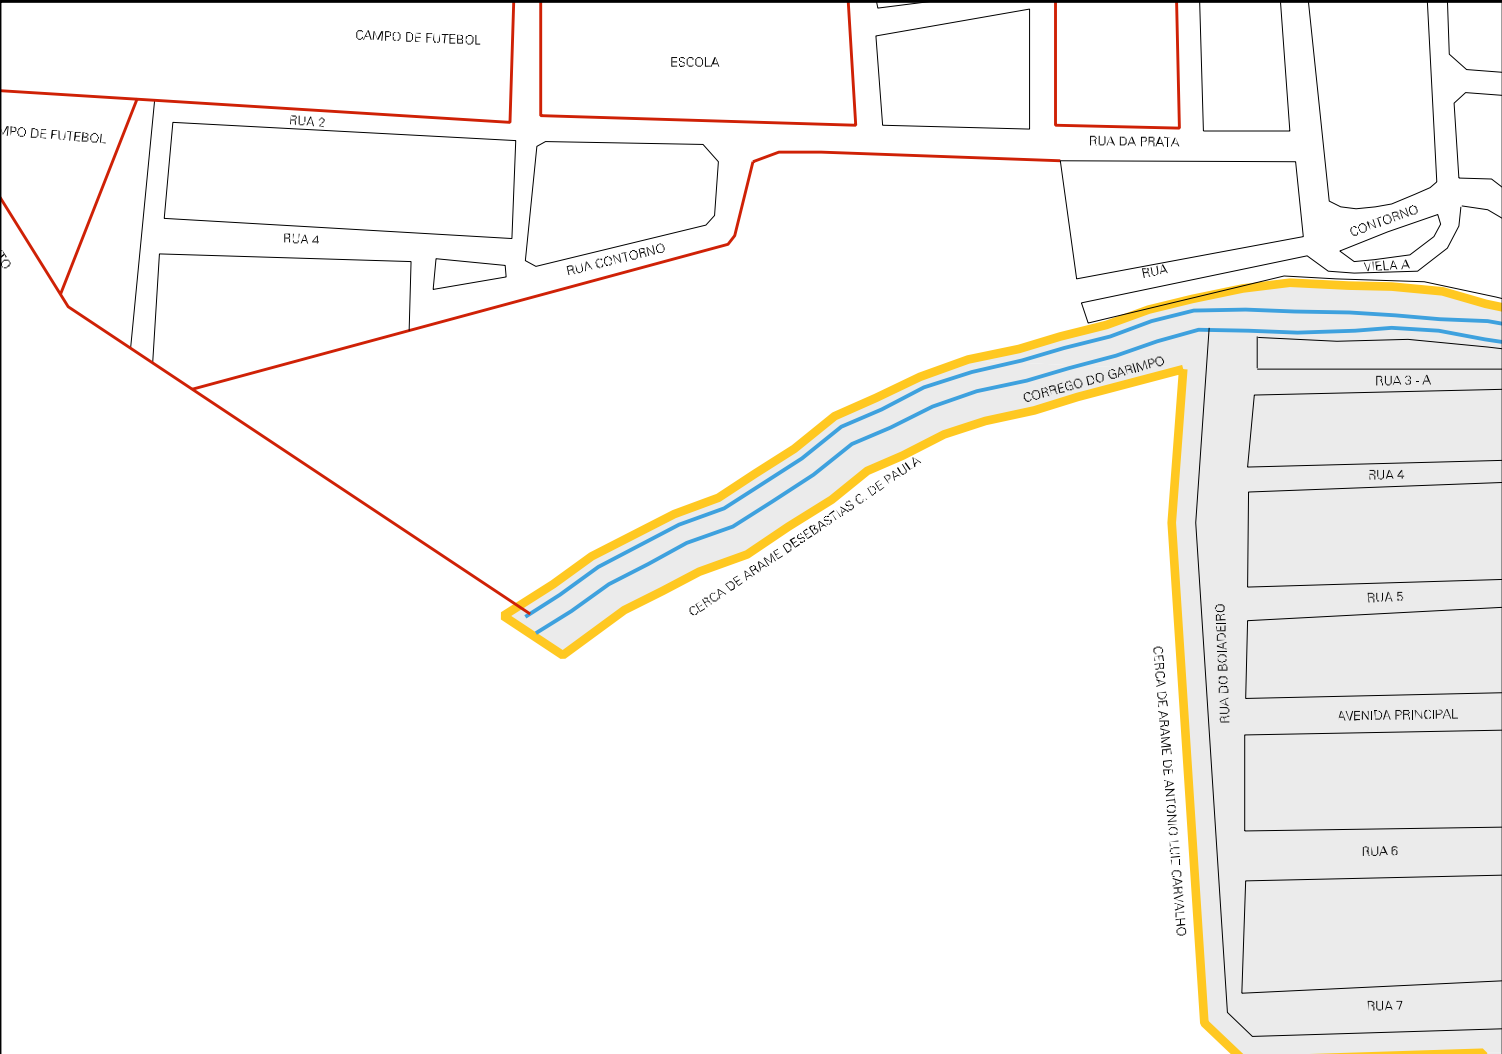 CAMPO DE FUTEBOL
ESCOLA
RUA 2
MPO DE FUTEBOL
RUA DA PRATA
RUA 4
RUA CONTORNO
CONTORNO
RUA
VIELA A
TO
CORREGO DO GARIMPO
RUA 3 - A
CERCA DE ARAME DESEBASTIAS C. DE PAULA
RUA 4
RUA 5
RUA DO BOIADEIRO
CERCA DE ARAME DE ANTONIO LUIZ CARVALHO
AVENIDA PRINCIPAL
RUA 6
RUA 7